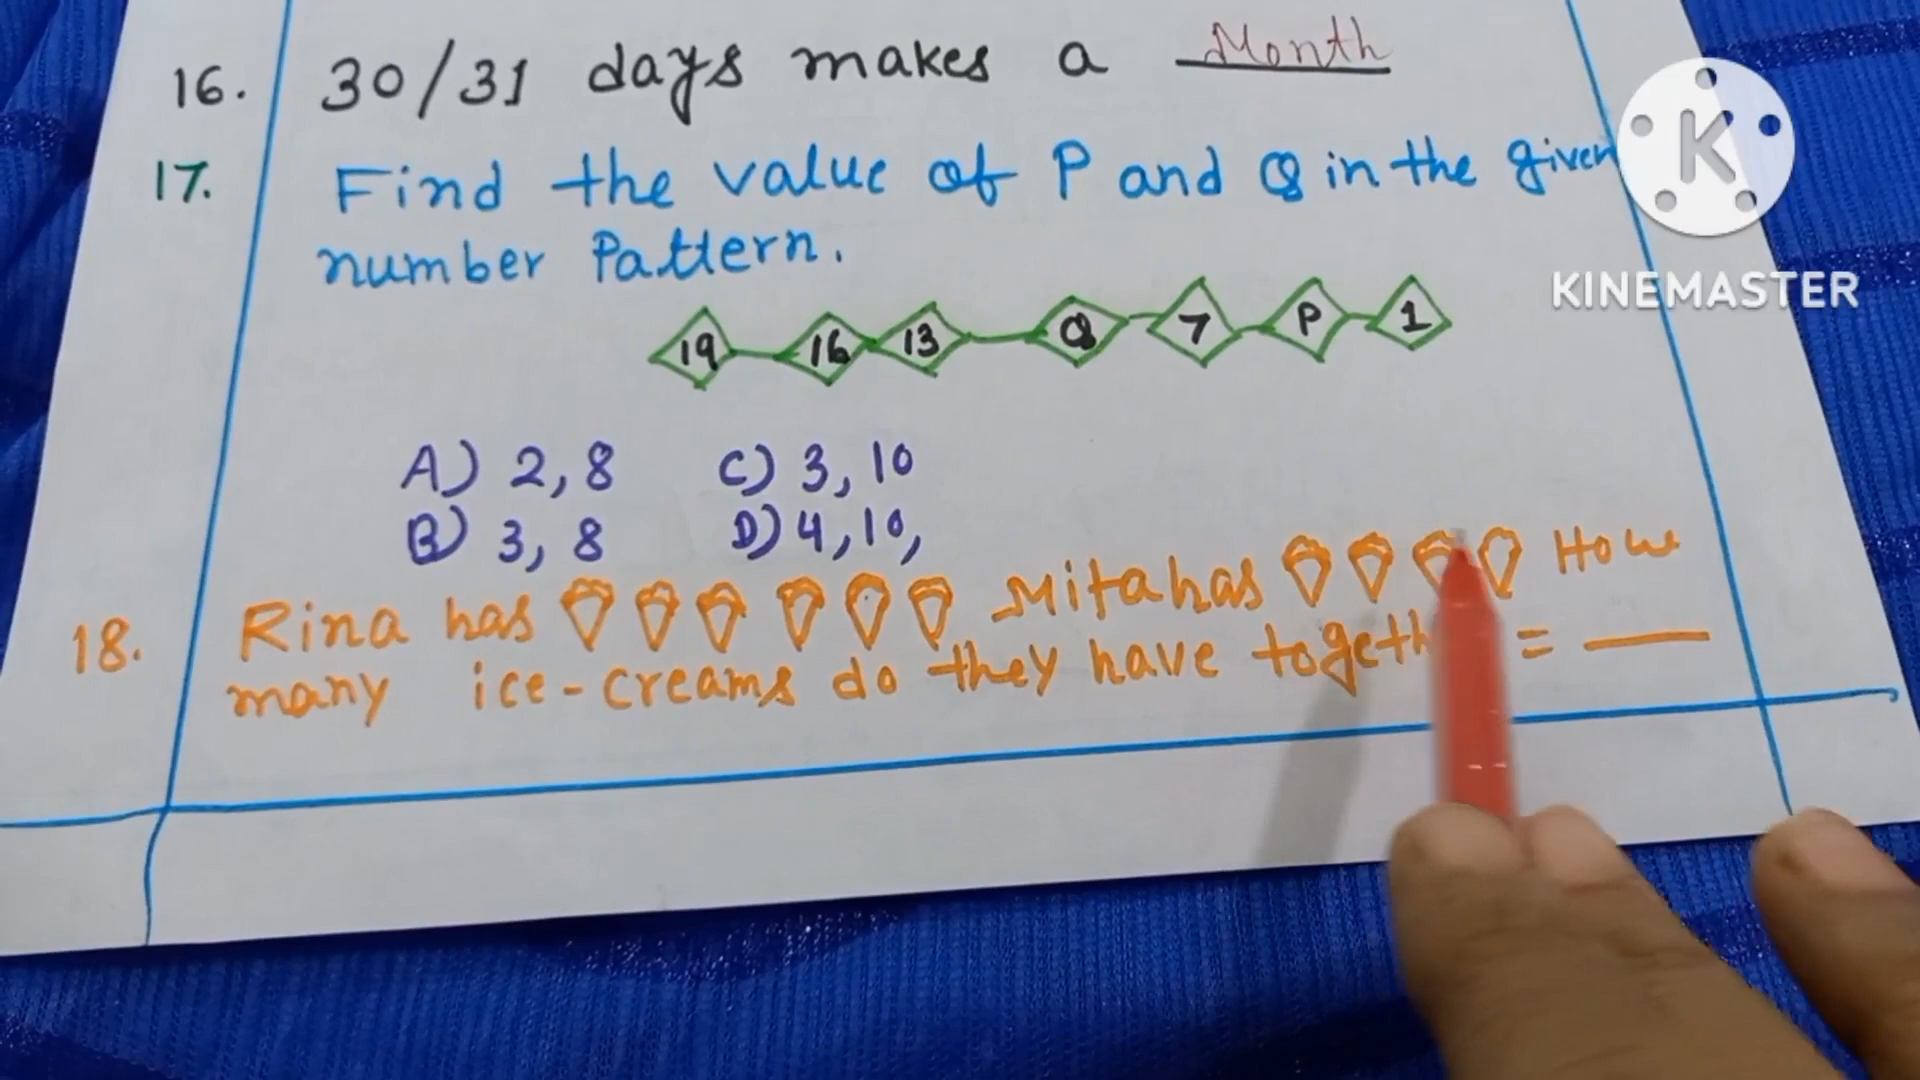 16. 30/31 days makes a Month
17. Find the value of P and Q in the given
number Pattern.
19 16 13 Q 7 P 1
A) 2, 8 C) 3, 10
B) 3, 8 D) 4, 10,
18. Rina has Mita has How
many ice-creams do they have togeth = ___
K
KINEMASTER